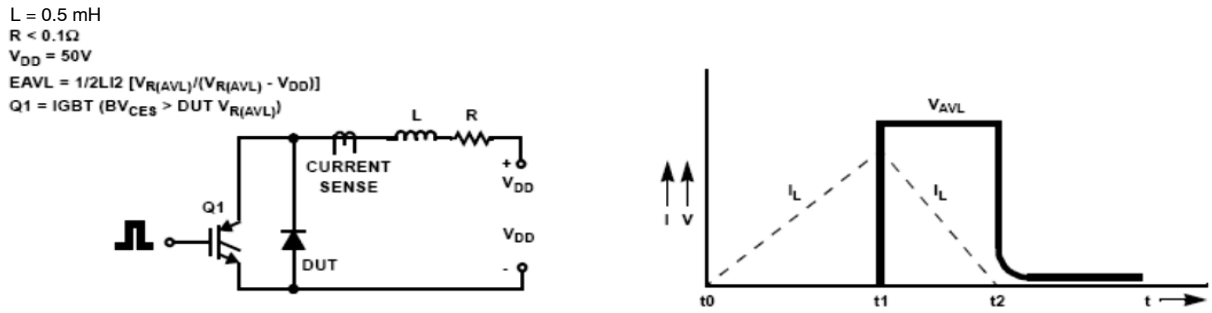 L = 0.5 mH
R < 0.1Ω
VDD = 50V
EAVL = 1/2LI2 [VR(AVL)/(VR(AVL) - VDD)]
Q1 = IGBT (BVCES > DUT VR(AVL))
L R
CURRENT
SENSE
+
VDD
Q1
VDD
DUT
-
VAVL
IL
IL
I V
t0 t1 t2 t